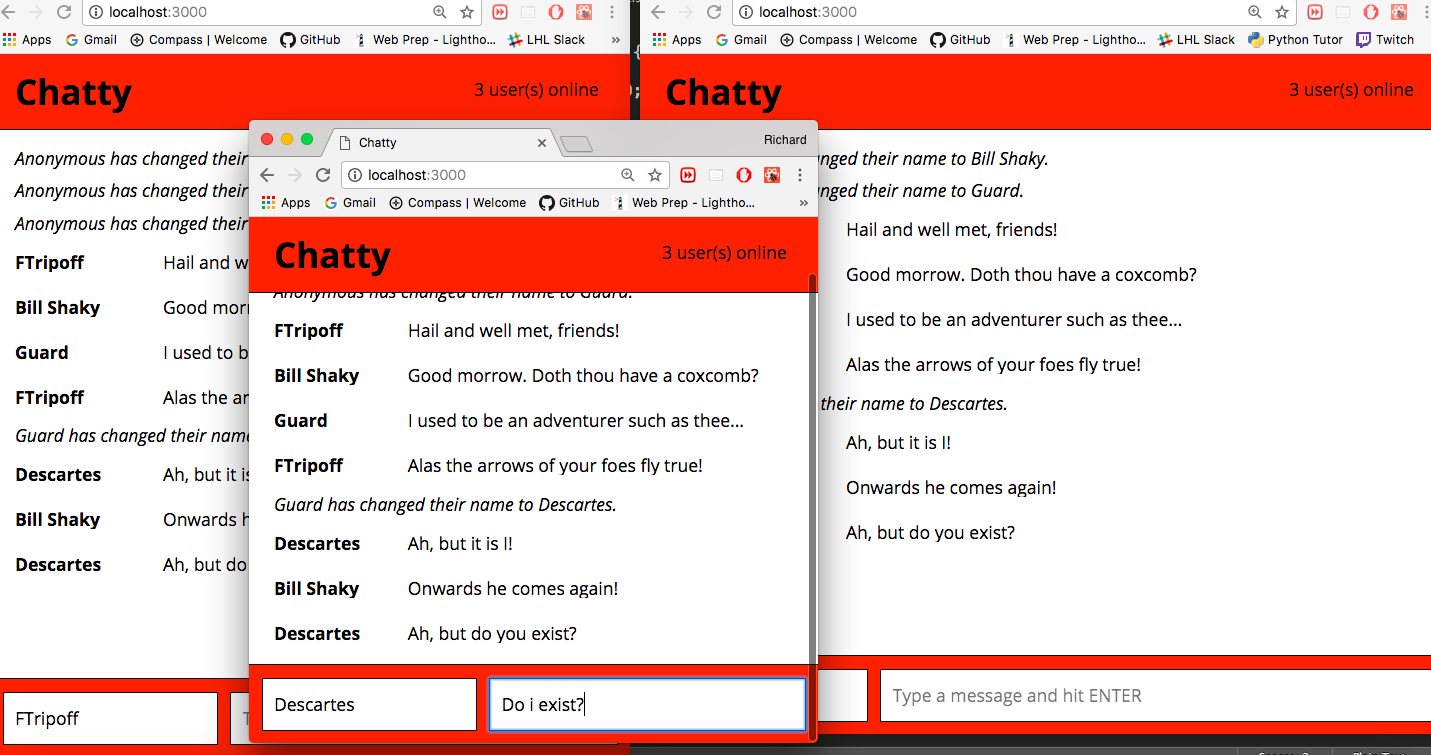 localhost:3000
Apps Gmail Compass | Welcome GitHub Web Prep - Lightho... LHL Slack »
Chatty
3 user(s) online
Anonymous has changed their
Anonymous has changed their
Anonymous has changed their
FTripoff Hail and
Bill Shaky Good
Guard I used to
FTripoff Alas the
Guard has changed their
Descartes Ah, but it
Bill Shaky Onwards
Descartes Ah, but do
FTripoff
Chatty
Richard
localhost:3000
Apps Gmail Compass | Welcome GitHub Web Prep - Lightho... »
Chatty
3 user(s) online
Anonymous has changed their name to Guard.
FTripoff Hail and well met, friends!
Bill Shaky Good morrow. Doth thou have a coxcomb?
Guard I used to be an adventurer such as thee...
FTripoff Alas the arrows of your foes fly true!
Guard has changed their name to Descartes.
Descartes Ah, but it is I!
Bill Shaky Onwards he comes again!
Descartes Ah, but do you exist?
Descartes Do i exist?
localhost:3000
Apps Gmail Compass | Welcome GitHub Web Prep - Lightho... LHL Slack Python Tutor Twitch
Chatty
3 user(s) online
their name to Bill Shaky.
their name to Guard.
Hail and well met, friends!
Good morrow. Doth thou have a coxcomb?
I used to be an adventurer such as thee...
Alas the arrows of your foes fly true!
their name to Descartes.
Ah, but it is I!
Onwards he comes again!
Ah, but do you exist?
Type a message and hit ENTER